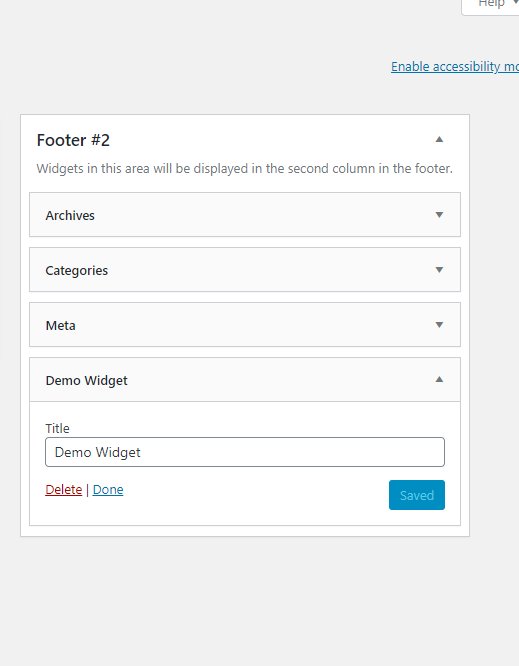 Help
Enable accessibility mo
Footer #2
Widgets in this area will be displayed in the second column in the footer.
Archives
Categories
Meta
Demo Widget
Title
Demo Widget
Delete | Done
Saved